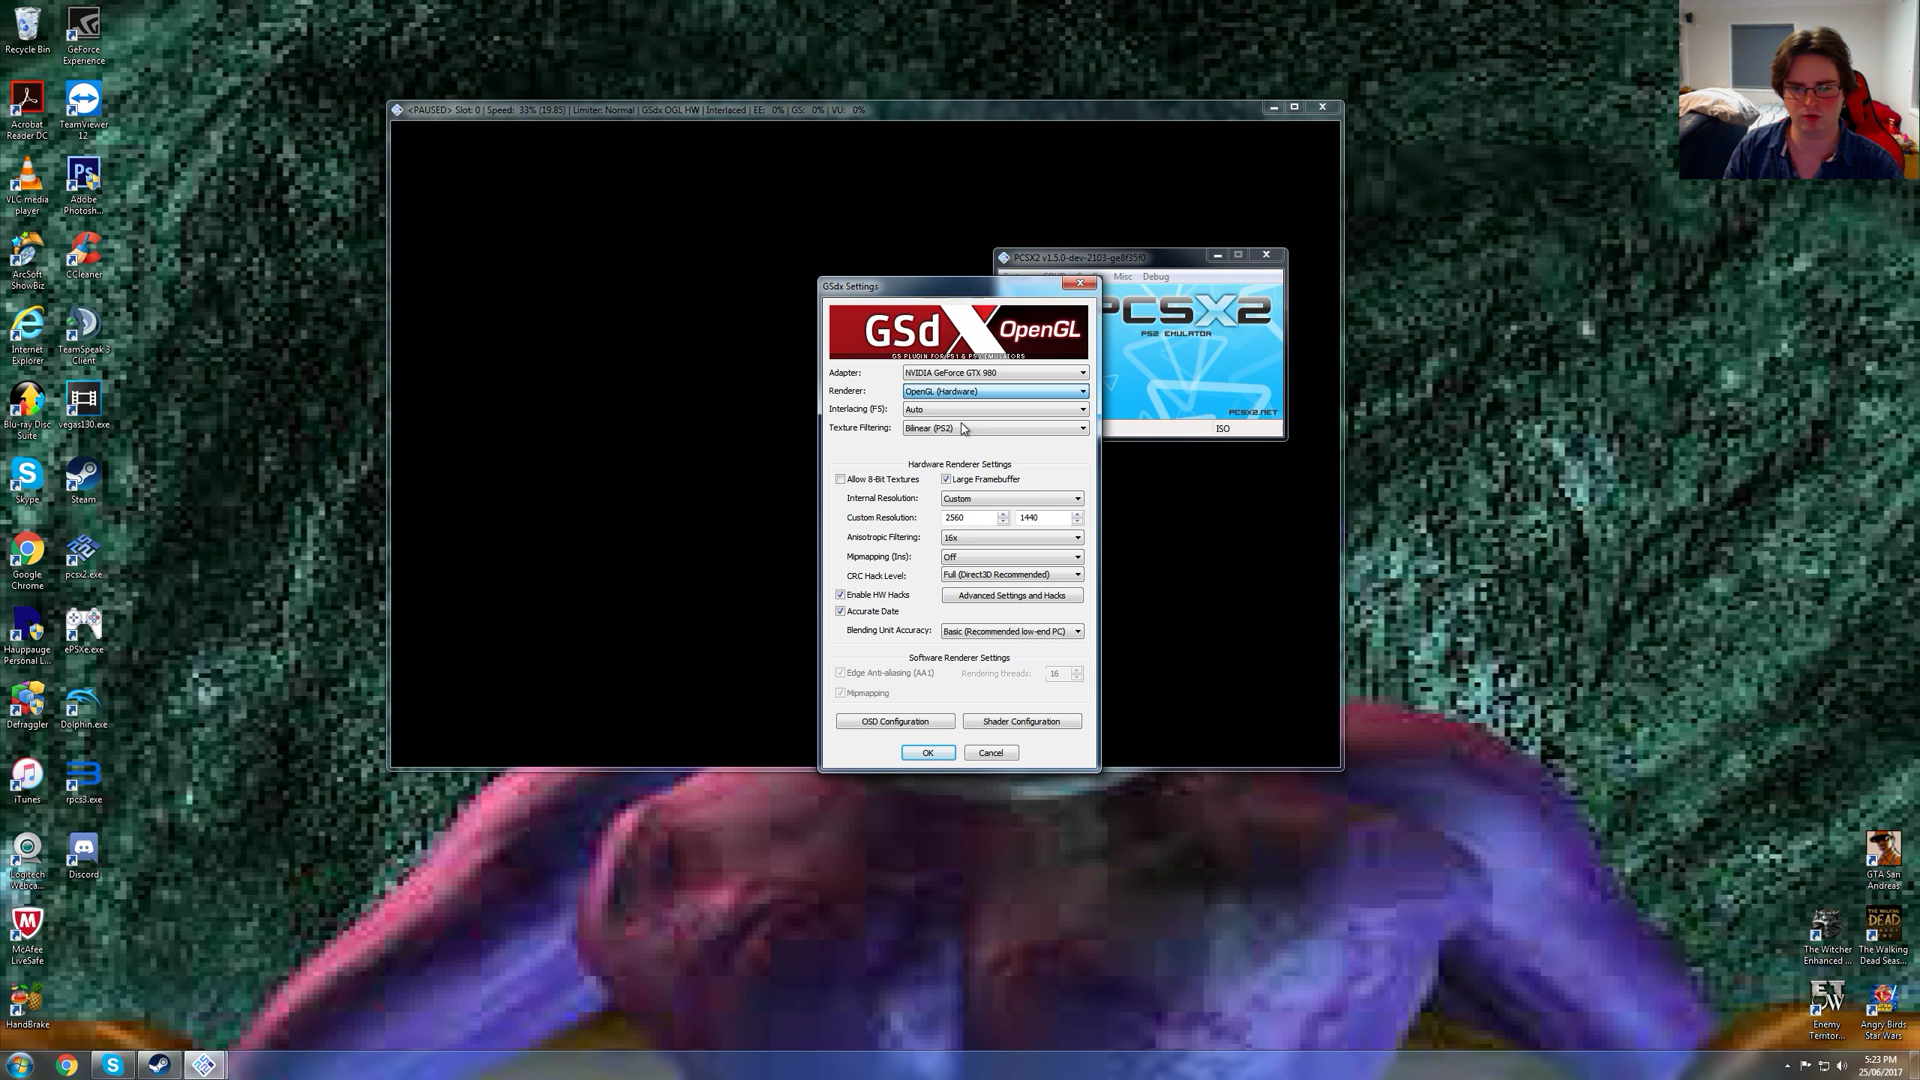 Recycle Bin
GeForce
Experience
Acrobat
Reader DC
TeamViewer
12
VLC media
player
Ps
Adobe
Photosh...
ArcSoft
ShowBiz
CCleaner
Internet
Explorer
TeamSpeak 3
Client
Blu-ray Disc
Suite
vegas130.exe
Skype
Steam
Google
Chrome
pcsx2.exe
Hauppauge
Personal L...
ePSXe.exe
Defraggler
Dolphin.exe
iTunes
rpcs3.exe
Logitech
Webca...
Discord
McAfee
LiveSafe
HandBrake
<PAUSED> Slot: 0 | Speed: 33% (19.85) | Limiter: Normal | GSdx OGL HW | Interlaced | EE: 0% | GS: 0% | VU: 0%
PCSX2 v1.5.0-dev-2103-ge8f35f0
Misc Debug
PCSX2
PS2 EMULATOR
PCSX2.NET
ISO
GSdx Settings
GSdX OpenGL
GS PLUGIN FOR PS1 & PS2 EMULATORS
Adapter: NVIDIA GeForce GTX 980
Renderer: OpenGL (Hardware)
Interlacing (F5): Auto
Texture Filtering: Bilinear (PS2)
Hardware Renderer Settings
Allow 8-Bit Textures Large Framebuffer
Internal Resolution: Custom
Custom Resolution: 2560 1440
Anisotropic Filtering: 16x
Mipmapping (Ins): Off
CRC Hack Level: Full (Direct3D Recommended)
Enable HW Hacks Advanced Settings and Hacks
Accurate Date
Blending Unit Accuracy: Basic (Recommended low-end PC)
Software Renderer Settings
Edge Anti-aliasing (AA1) Rendering threads: 16
Mipmapping
OSD Configuration Shader Configuration
OK Cancel
GTA San
Andreas
The Witcher
Enhanced ...
The Walking
Dead Seas...
Enemy
Territor...
Angry Birds
Star Wars
5:23 PM
25/06/2017